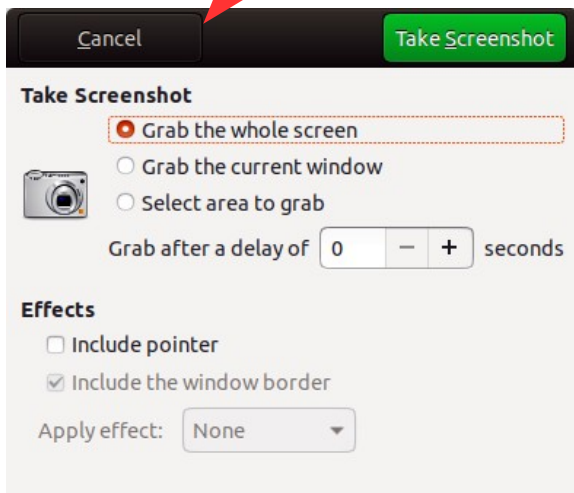 Cancel Take Screenshot
Take Screenshot
Grab the whole screen
Grab the current window
Select area to grab
Grab after a delay of 0 − + seconds
Effects
Include pointer
Include the window border
Apply effect: None